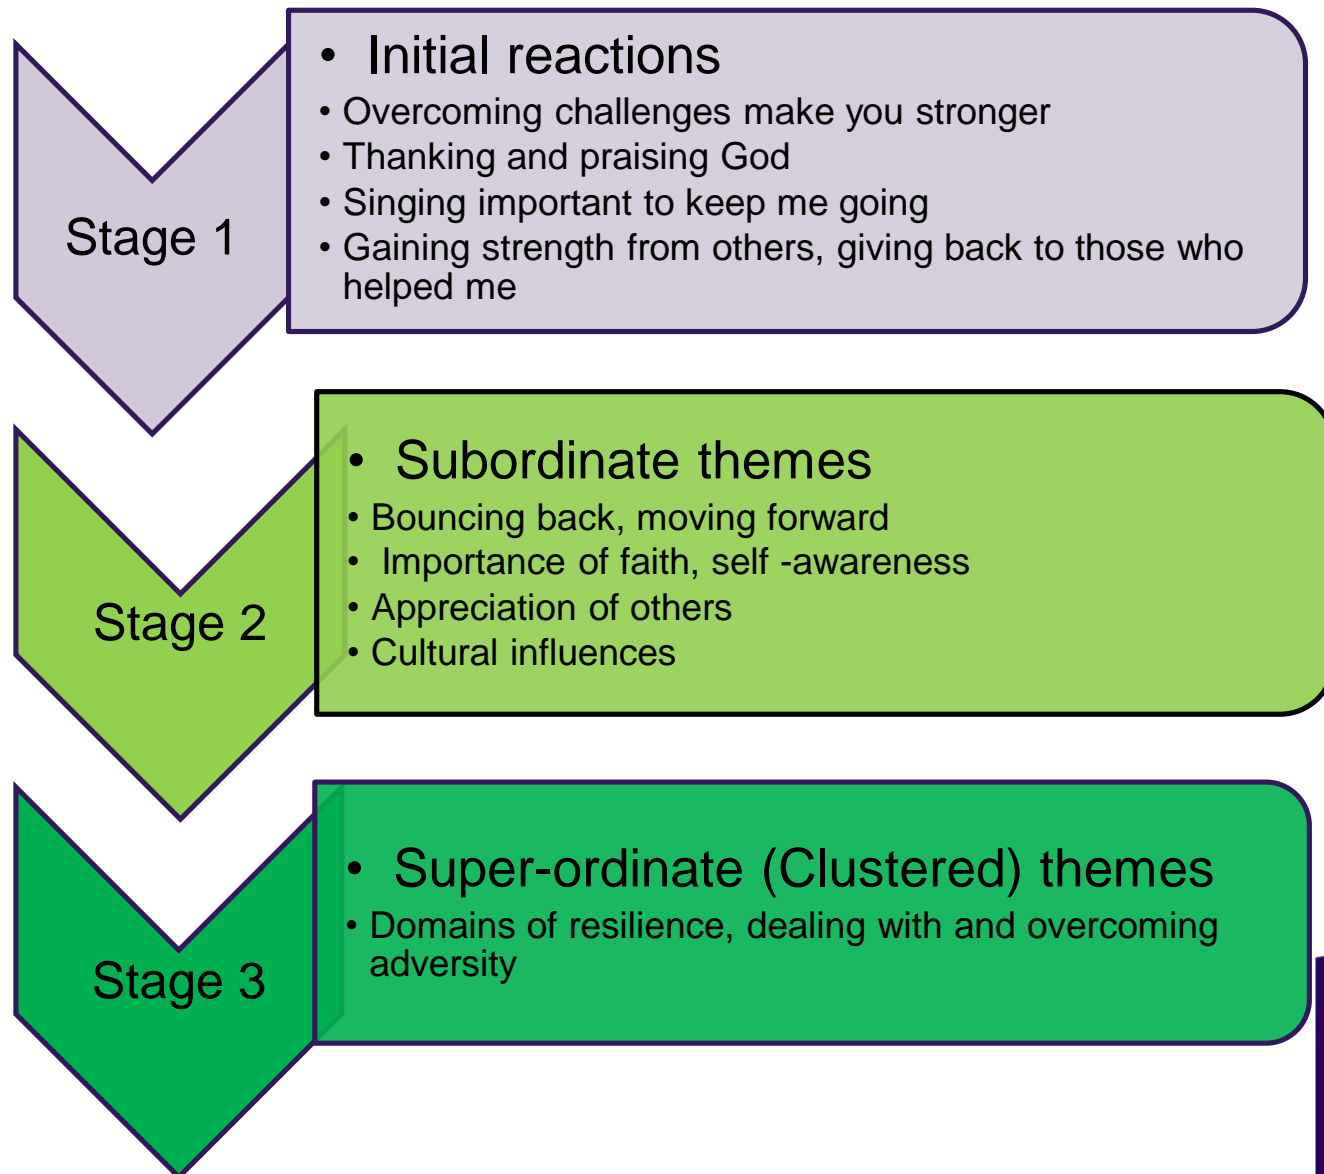 Stage 1
• Initial reactions
• Overcoming challenges make you stronger
• Thanking and praising God
• Singing important to keep me going
• Gaining strength from others, giving back to those who
helped me
Stage 2
• Subordinate themes
• Bouncing back, moving forward
• Importance of faith, self -awareness
• Appreciation of others
• Cultural influences
Stage 3
• Super-ordinate (Clustered) themes
• Domains of resilience, dealing with and overcoming
adversity